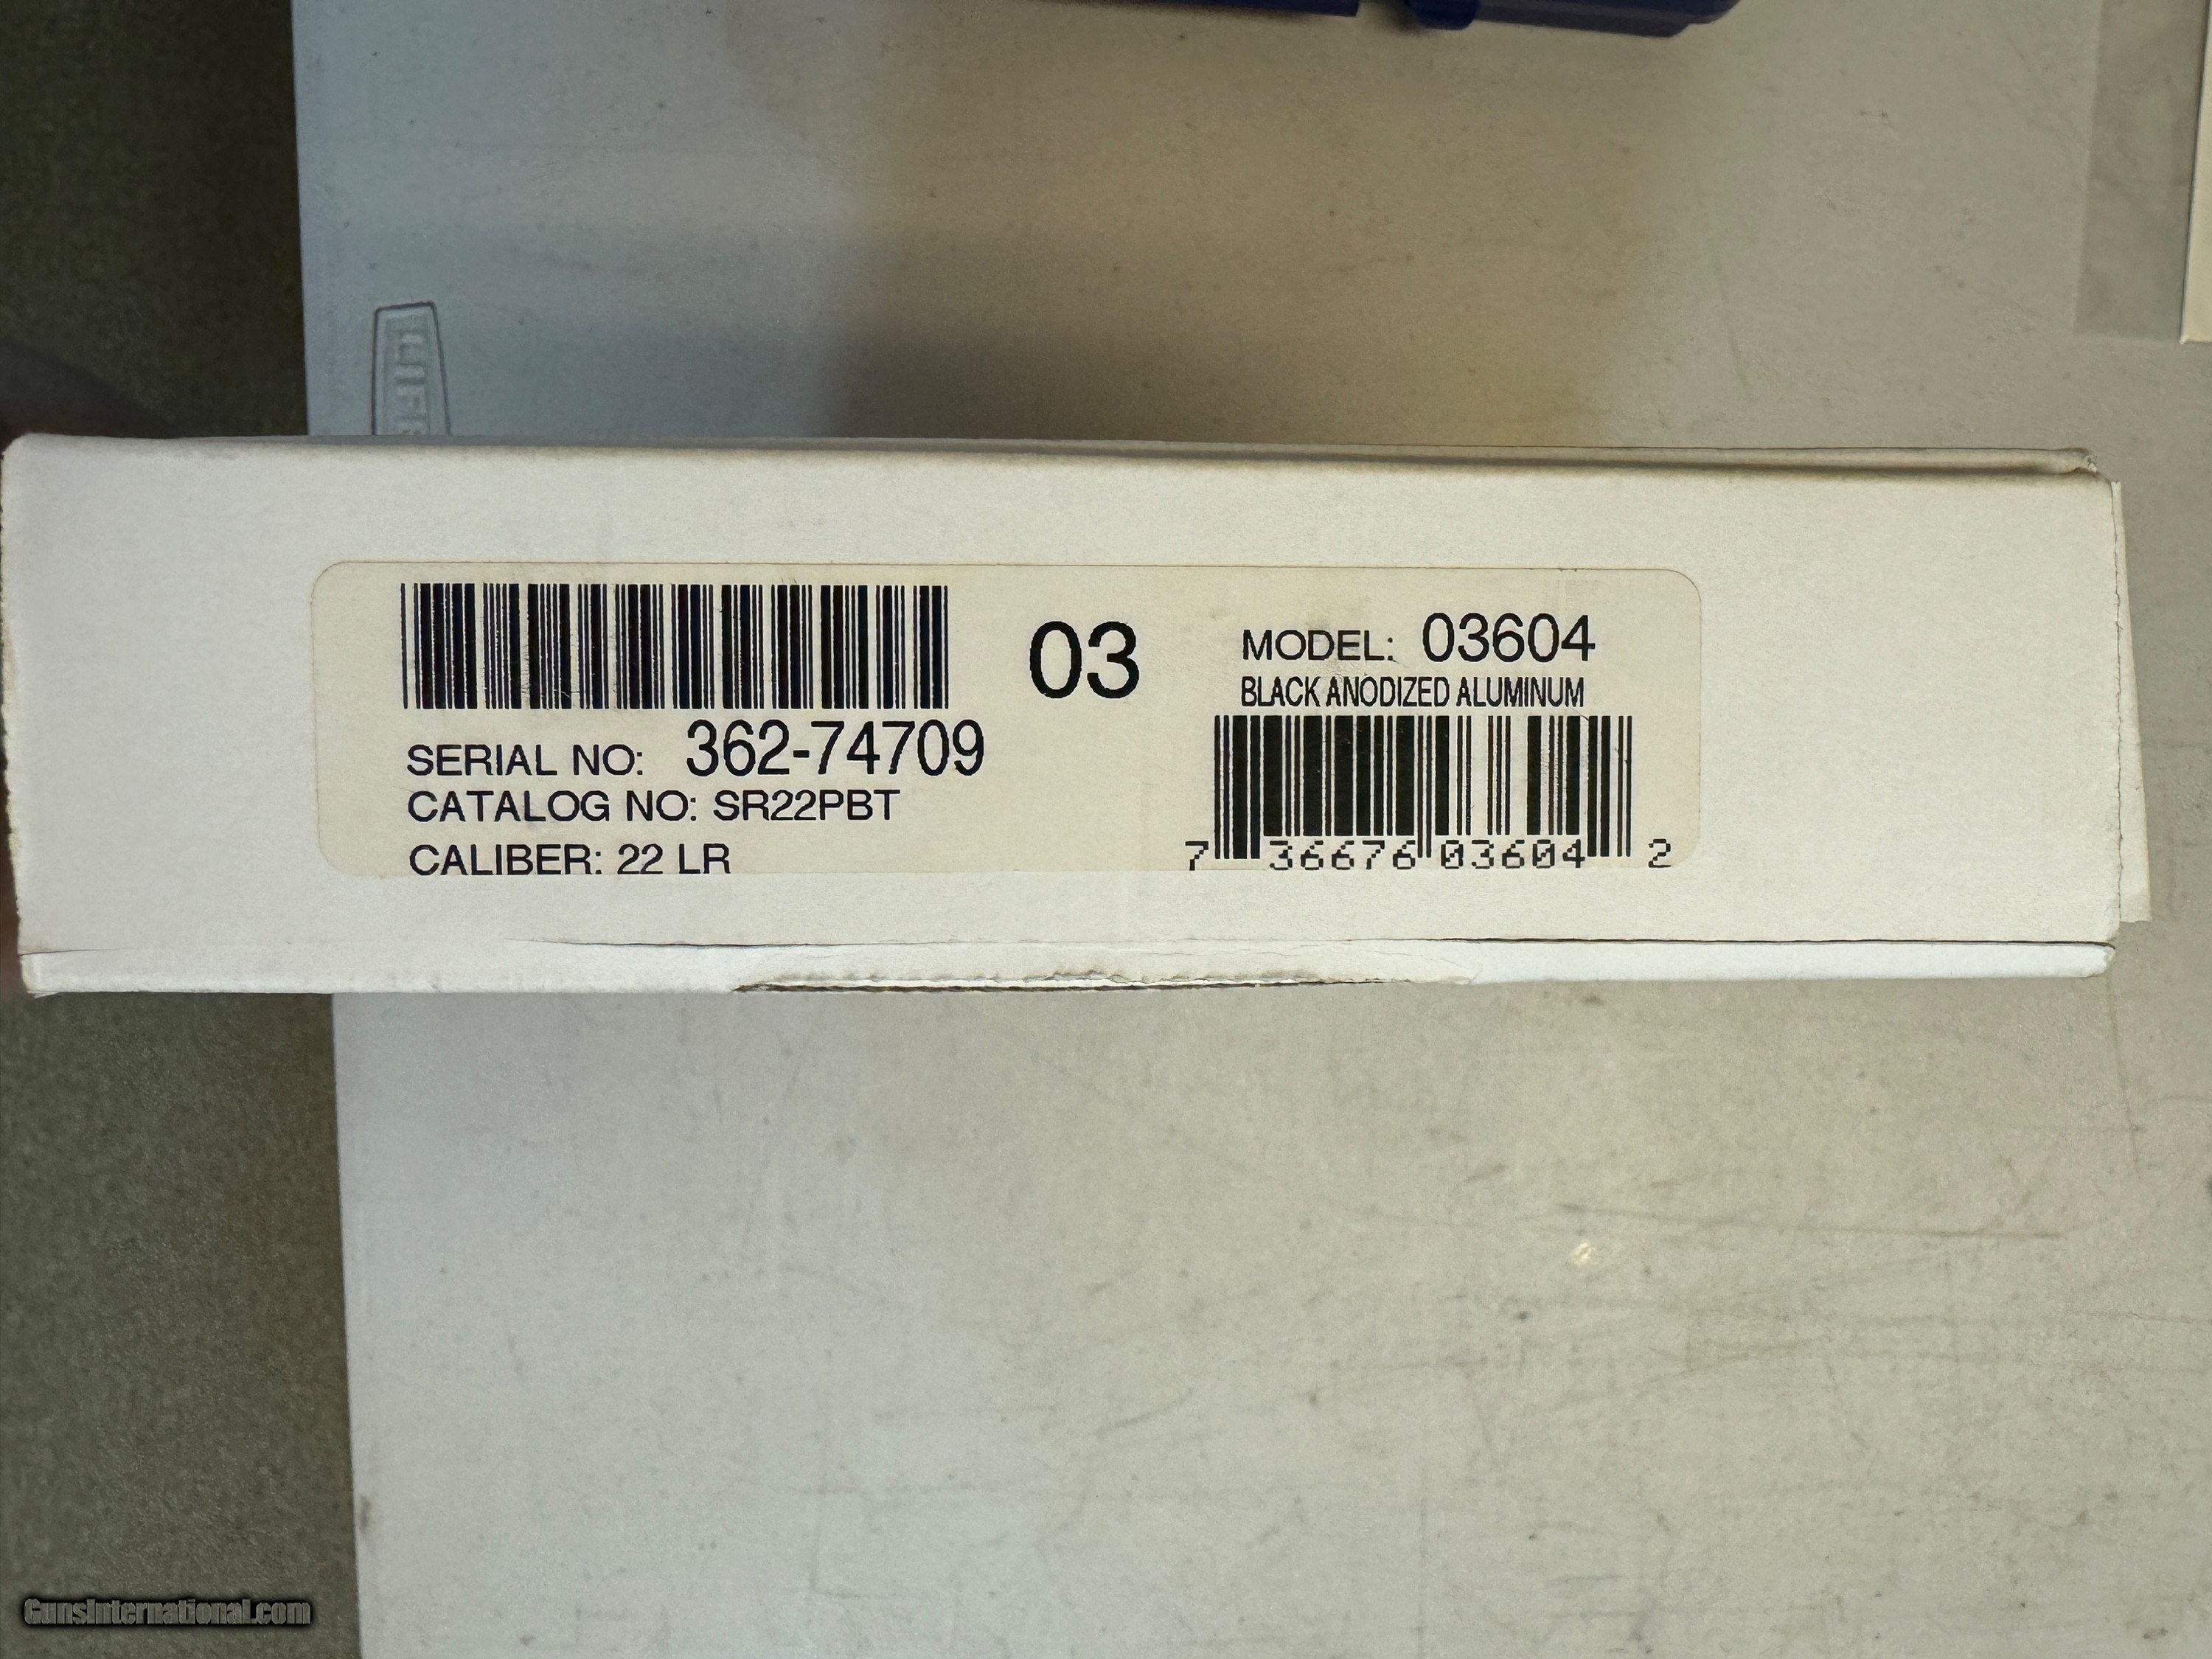 LIFE
03
MODEL: 03604
BLACK ANODIZED ALUMINUM
SERIAL NO: 362-74709
CATALOG NO: SR22PBT
CALIBER: 22 LR
7 36676 03604 2
GunsInternational.com